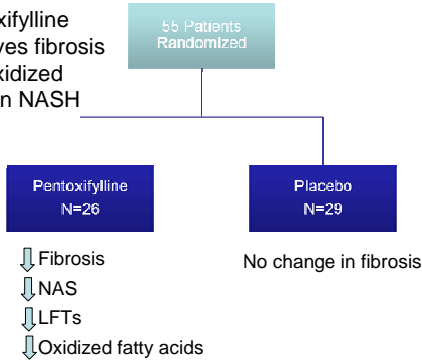 xifylline
ves fibrosis
xidized
n NASH
55 Patients
Randomized
Pentoxifylline
N=26
Placebo
N=29
Fibrosis
NAS
LFTs
Oxidized fatty acids
No change in fibrosis